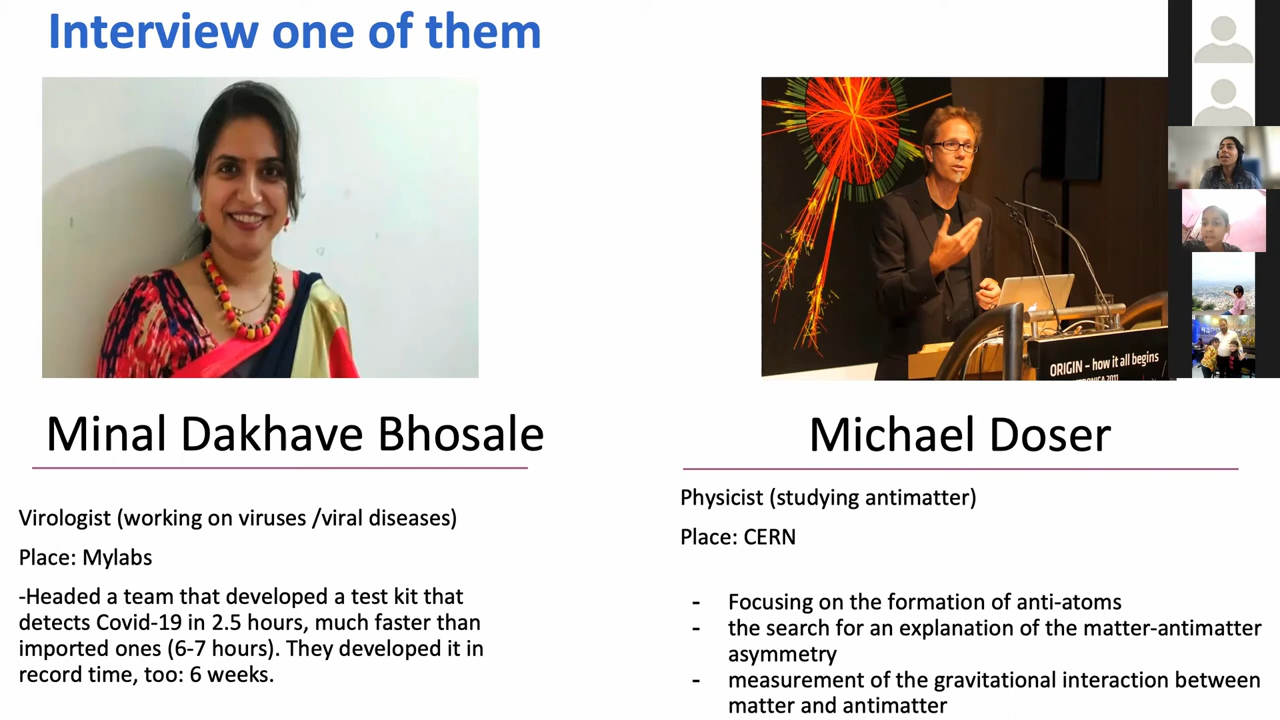 Interview one of them
ORIGIN – how it all begins
2011
Minal Dakhave Bhosale
Virologist (working on viruses /viral diseases)
Place: Mylabs
-Headed a team that developed a test kit that
detects Covid-19 in 2.5 hours, much faster than
imported ones (6-7 hours). They developed it in
record time, too: 6 weeks.
Michael Doser
Physicist (studying antimatter)
Place: CERN
- Focusing on the formation of anti-atoms
- the search for an explanation of the matter-antimatter
asymmetry
- measurement of the gravitational interaction between
matter and antimatter